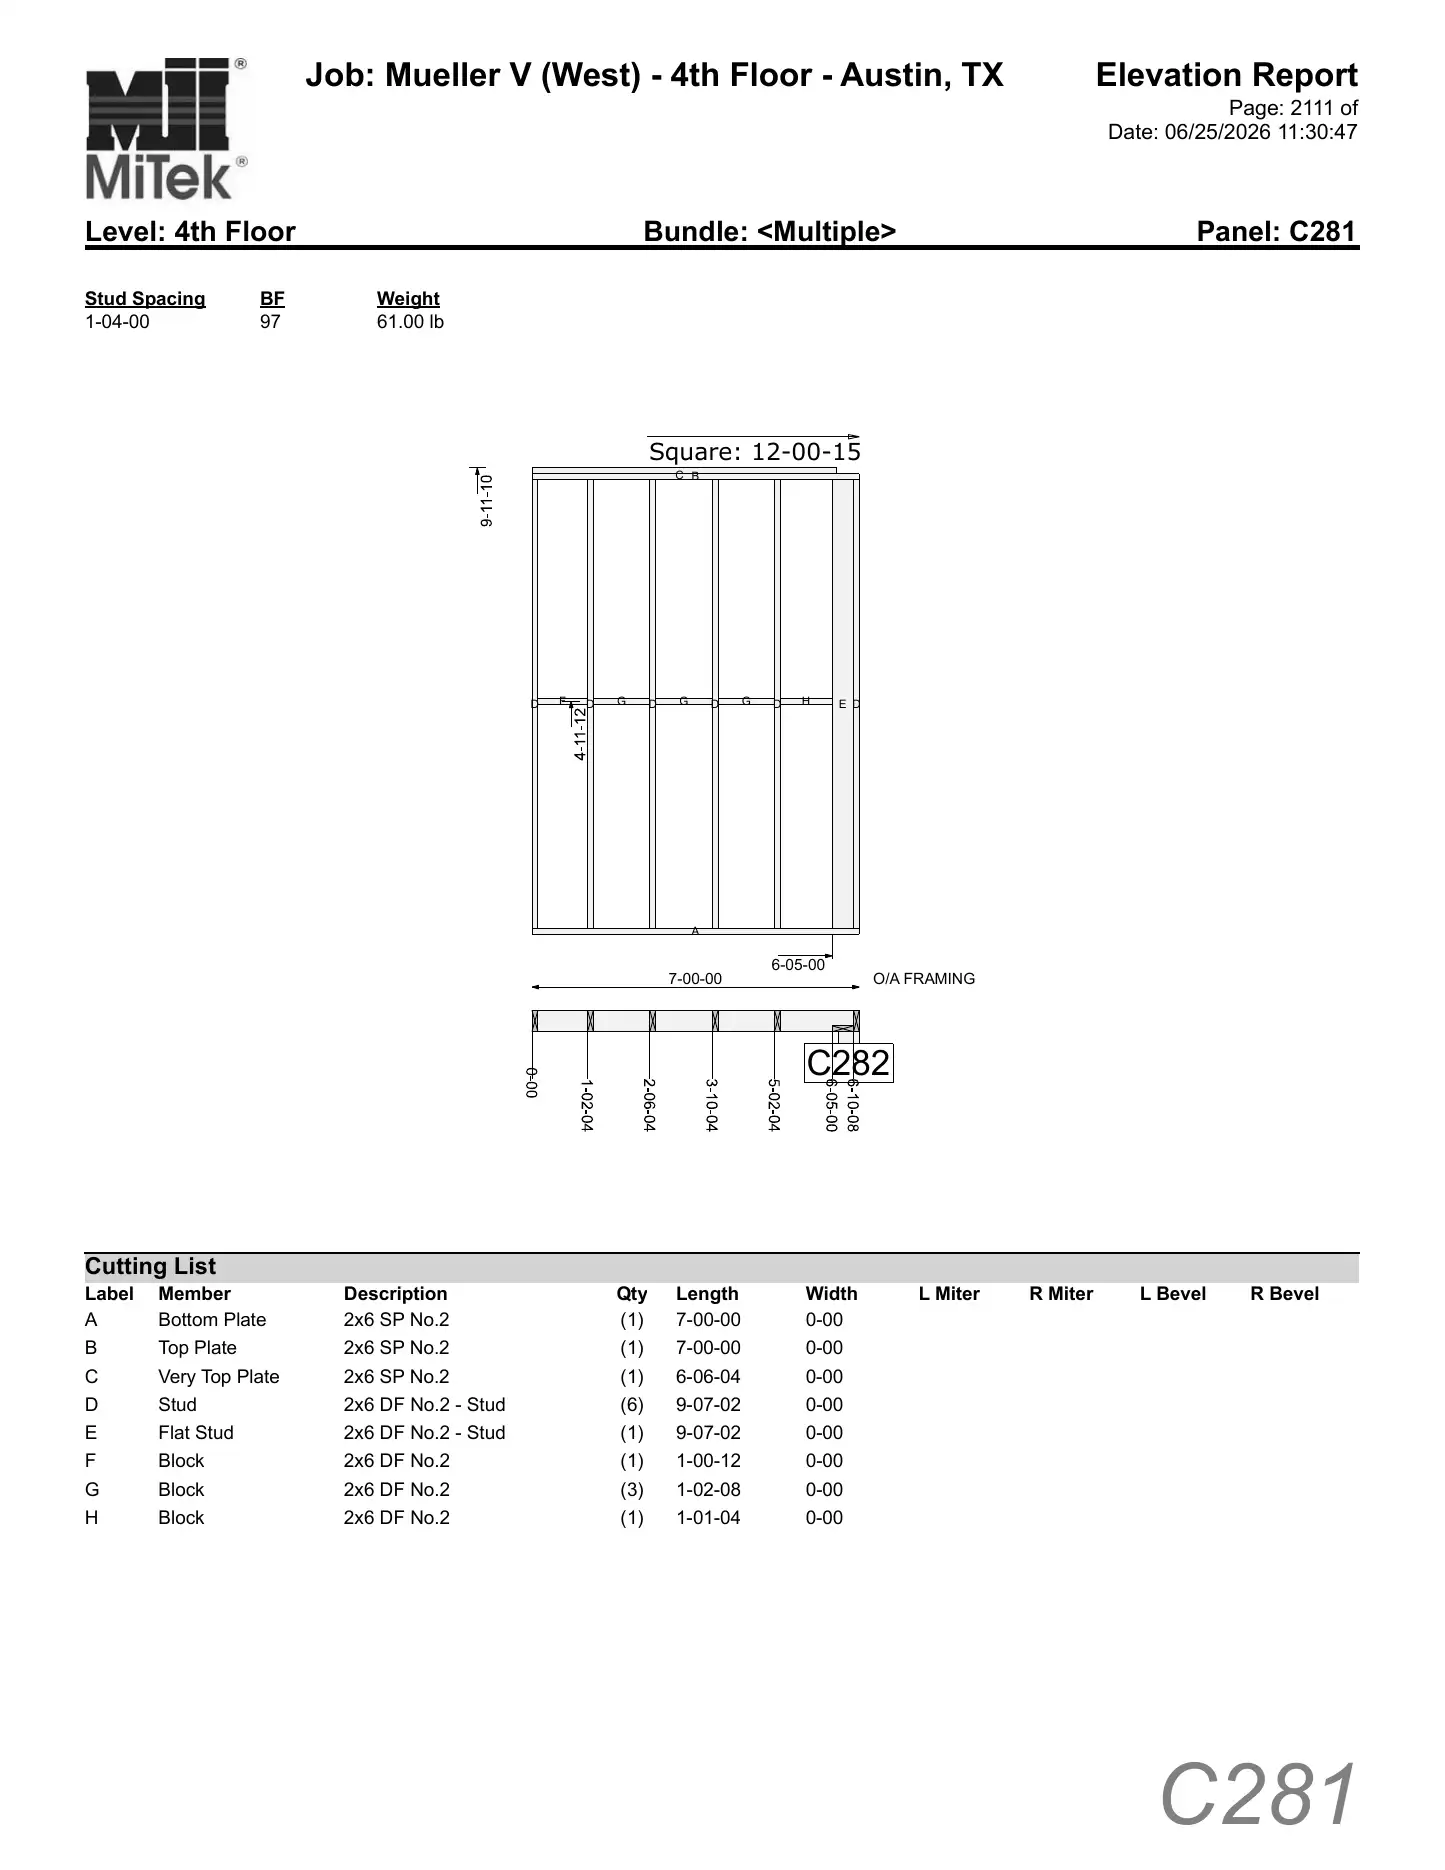 Job: Mueller V (West) - 4th Floor - Austin, TX
Elevation Report
Page: 2111 of
Date: 06/25/2026 11:30:47
MiTek®
Level: 4th Floor Bundle: <Multiple> Panel: C281
Stud Spacing BF Weight
1-04-00 97 61.00 lb
Square: 12-00-15
C B
9-11-10
D F D G D G D G D H E D
4-11-12
A
6-05-00
7-00-00 O/A FRAMING
C282
0-00 1-02-04 2-06-04 3-10-04 5-02-04 6-05-00 6-10-08
Cutting List
Label Member Description Qty Length Width L Miter R Miter L Bevel R Bevel
A Bottom Plate 2x6 SP No.2 (1) 7-00-00 0-00
B Top Plate 2x6 SP No.2 (1) 7-00-00 0-00
C Very Top Plate 2x6 SP No.2 (1) 6-06-04 0-00
D Stud 2x6 DF No.2 - Stud (6) 9-07-02 0-00
E Flat Stud 2x6 DF No.2 - Stud (1) 9-07-02 0-00
F Block 2x6 DF No.2 (1) 1-00-12 0-00
G Block 2x6 DF No.2 (3) 1-02-08 0-00
H Block 2x6 DF No.2 (1) 1-01-04 0-00
C281